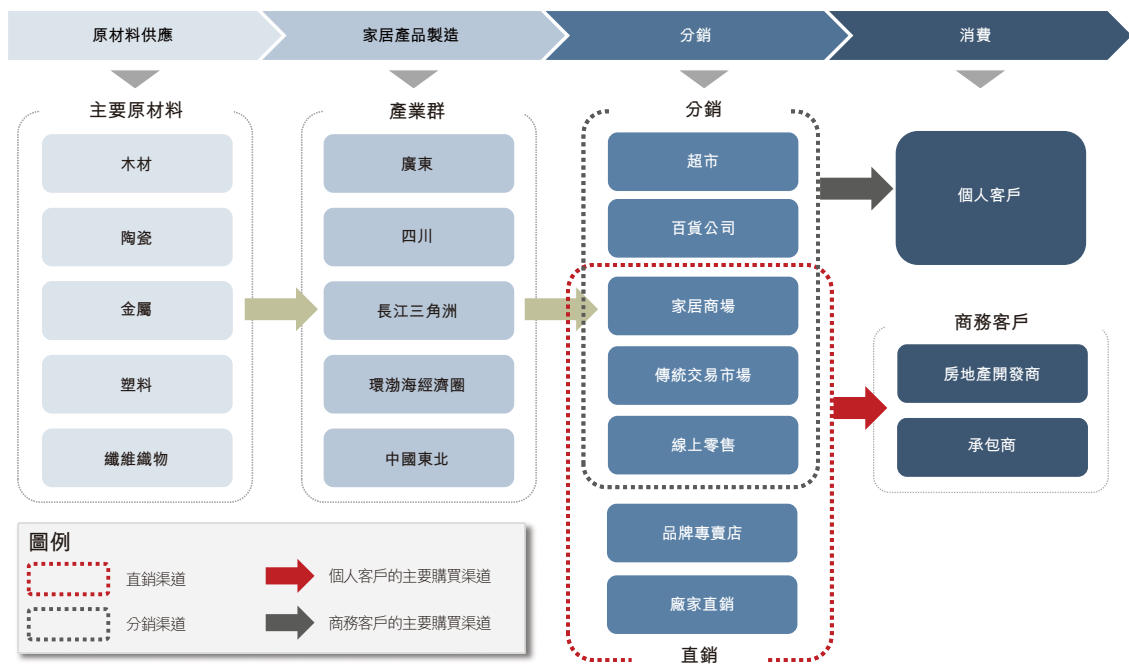 原材料供應
家居產品製造
分銷
消費
主要原材料
木材
陶瓷
金屬
塑料
纖維織物
產業群
廣東
四川
長江三角洲
環渤海經濟圈
中國東北
分銷
超市
百貨公司
家居商場
傳統交易市場
線上零售
品牌專賣店
廠家直銷
直銷
個人客戶
商務客戶
房地產開發商
承包商
圖例
直銷渠道
個人客戶的主要購買渠道
分銷渠道
商務客戶的主要購買渠道